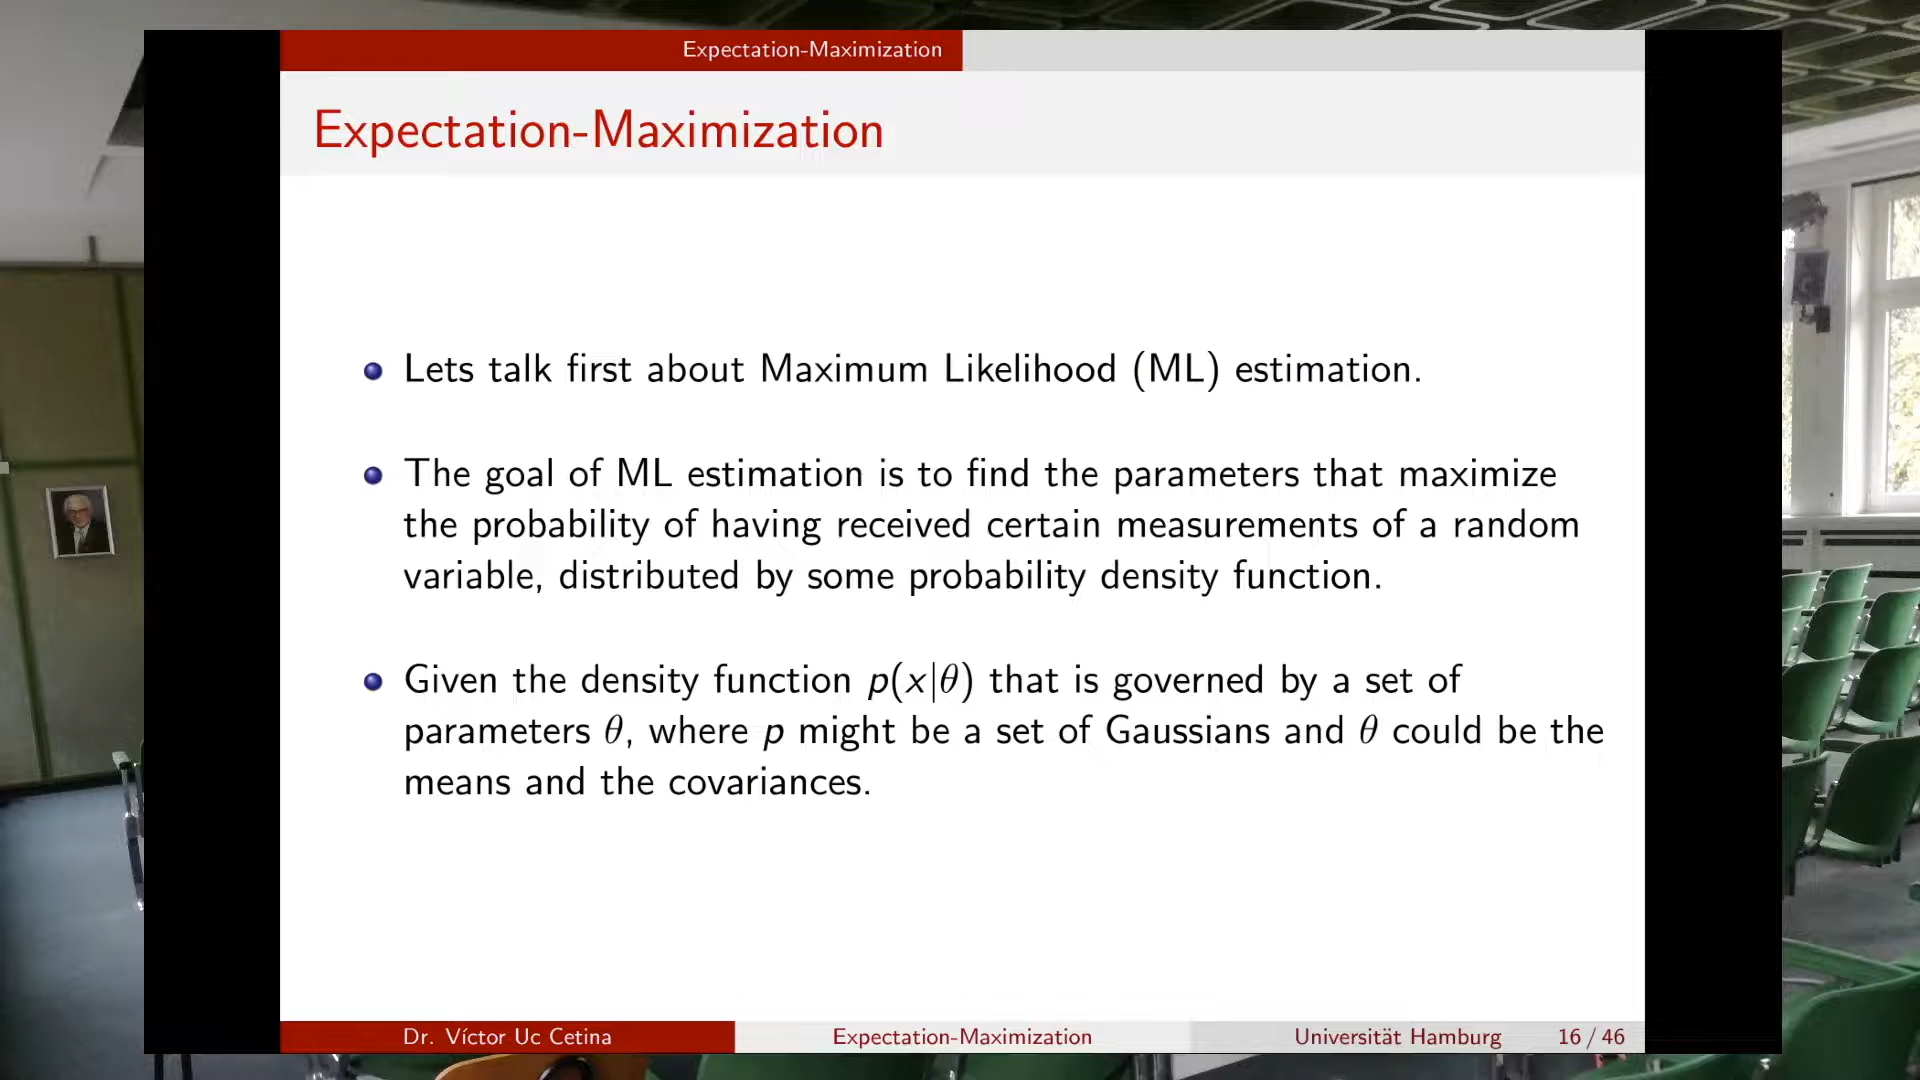 Expectation-Maximization
Expectation-Maximization
Lets talk first about Maximum Likelihood (ML) estimation.
The goal of ML estimation is to find the parameters that maximize
the probability of having received certain measurements of a random
variable, distributed by some probability density function.
Given the density function p(x|θ) that is governed by a set of
parameters θ, where p might be a set of Gaussians and θ could be the
means and the covariances.
Dr. Víctor Uc Cetina Expectation-Maximization Universität Hamburg 16 / 46